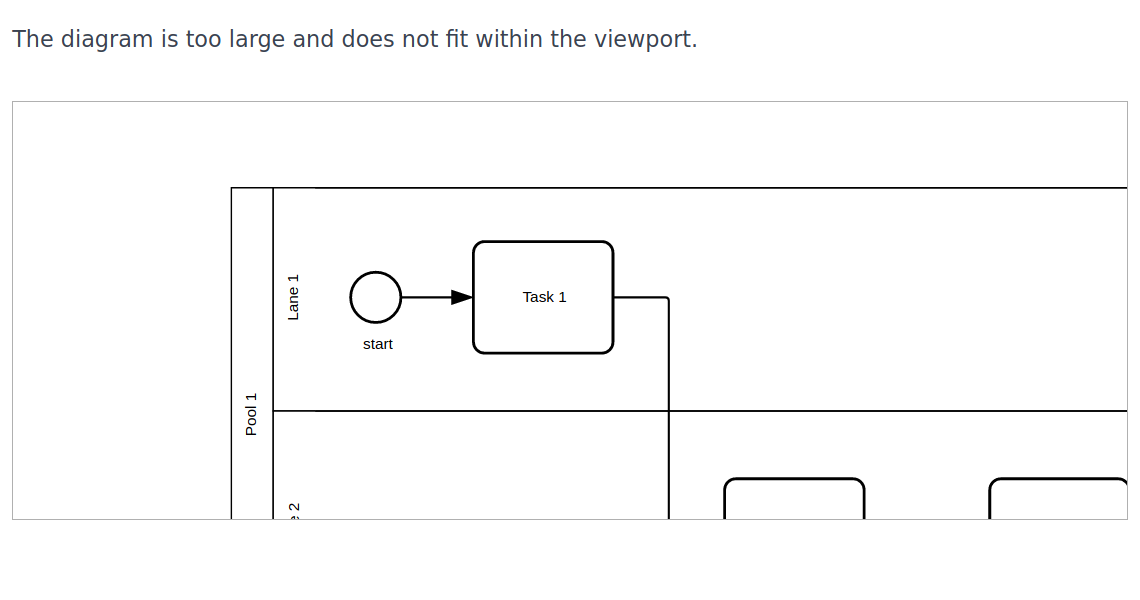 The diagram is too large and does not fit within the viewport.
Lane 1
Task 1
start
Pool 1
2